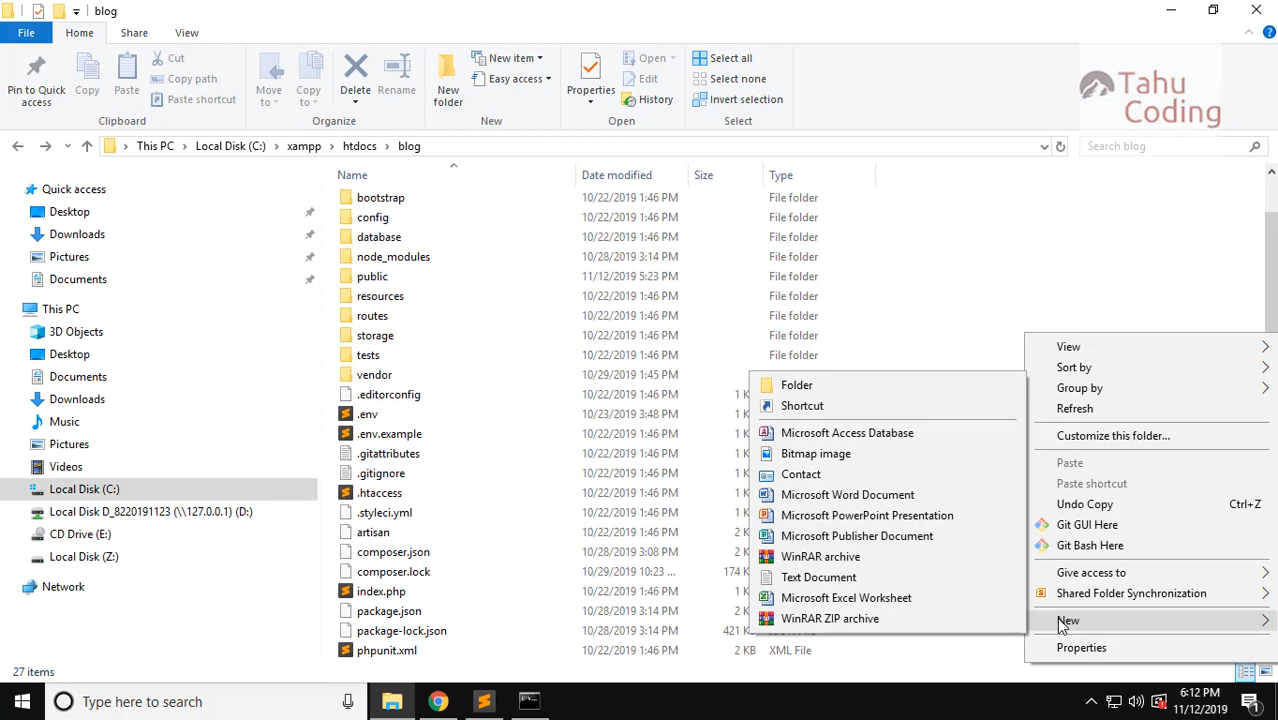 blog
File
Home
Share
View
Pin to Quick access
Copy
Paste
Cut
Copy path
Paste shortcut
Clipboard
Move to
Copy to
Delete
Rename
Organize
New folder
New item
Easy access
New
Properties
Open
Edit
History
Open
Select all
Select none
Invert selection
Select
Tahu
Coding
This PC
Local Disk (C:)
xampp
htdocs
blog
Search blog
Name
Date modified
Size
Type
Quick access
Desktop
Downloads
Pictures
Documents
This PC
3D Objects
Desktop
Documents
Downloads
Music
Pictures
Videos
Local Disk (C:)
Local Disk D_8220191123 (\\127.0.0.1) (D:)
CD Drive (E:)
Local Disk (Z:)
Network
bootstrap 10/22/2019 1:46 PM File folder
config 10/22/2019 1:46 PM File folder
database 10/22/2019 1:46 PM File folder
node_modules 10/28/2019 3:14 PM File folder
public 11/12/2019 5:23 PM File folder
resources 10/22/2019 1:46 PM File folder
routes 10/22/2019 1:46 PM File folder
storage 10/22/2019 1:46 PM File folder
tests 10/22/2019 1:46 PM File folder
vendor 10/29/2019 1:45 PM
.editorconfig 10/22/2019 1:46 PM 1 K
.env 10/23/2019 3:48 PM 1 K
.env.example 10/22/2019 1:46 PM 1 K
.gitattributes 10/22/2019 1:46 PM 1 K
.gitignore 10/22/2019 1:46 PM 1 K
.htaccess 10/22/2019 1:46 PM 1 K
.styleci.yml 10/22/2019 1:46 PM 1 K
artisan 10/22/2019 1:46 PM 2 K
composer.json 10/22/2019 3:08 PM 2 K
composer.lock 10/29/2019 10:23 ... 174 K
index.php 10/22/2019 1:46 PM 2 K
package.json 10/28/2019 3:14 PM 2 K
package-lock.json 10/28/2019 3:14 PM 421 K
phpunit.xml 10/22/2019 1:46 PM 2 KB XML File
Folder
Shortcut
Microsoft Access Database
Bitmap image
Contact
Microsoft Word Document
Microsoft PowerPoint Presentation
Microsoft Publisher Document
WinRAR archive
Text Document
Microsoft Excel Worksheet
WinRAR ZIP archive
View
Sort by
Group by
Refresh
Customize this folder...
Paste
Paste shortcut
Undo Copy Ctrl+Z
Git GUI Here
Git Bash Here
Give access to
Shared Folder Synchronization
New
Properties
27 items
Type here to search
6:12 PM
11/12/2019
1